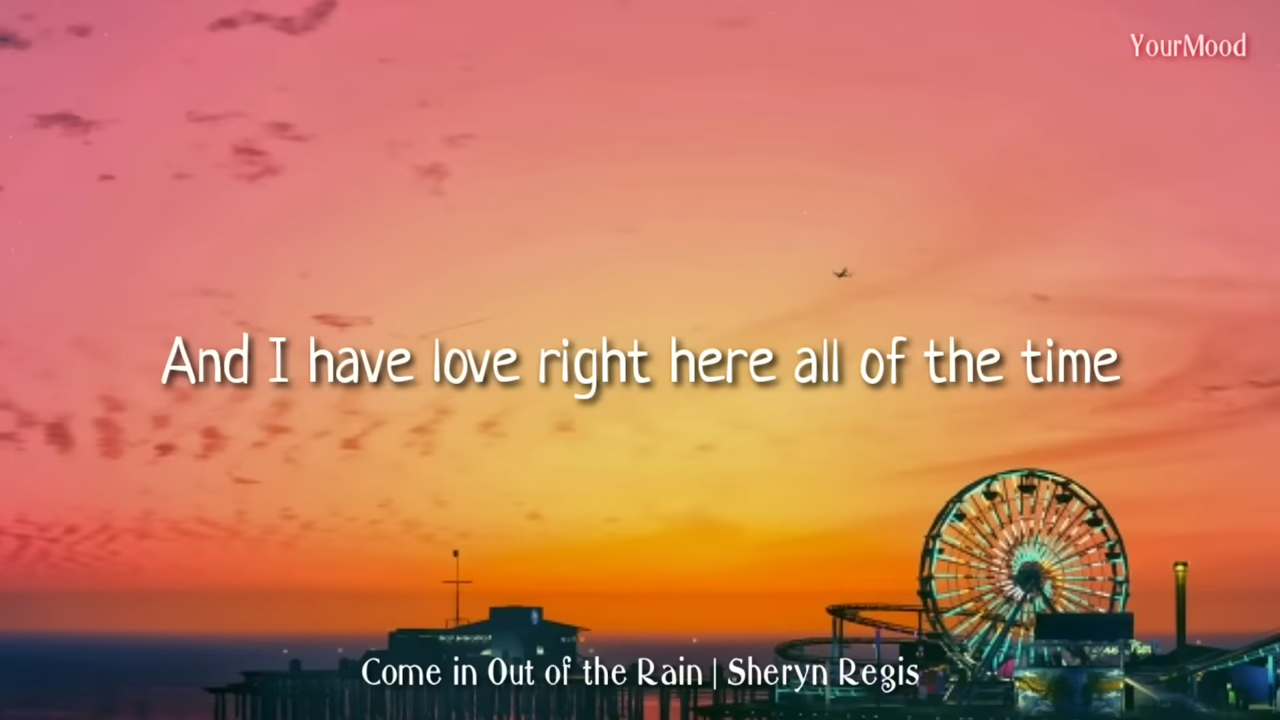 YourMood
And I have love right here all of the time
Come in Out of the Rain | Sheryn Regis